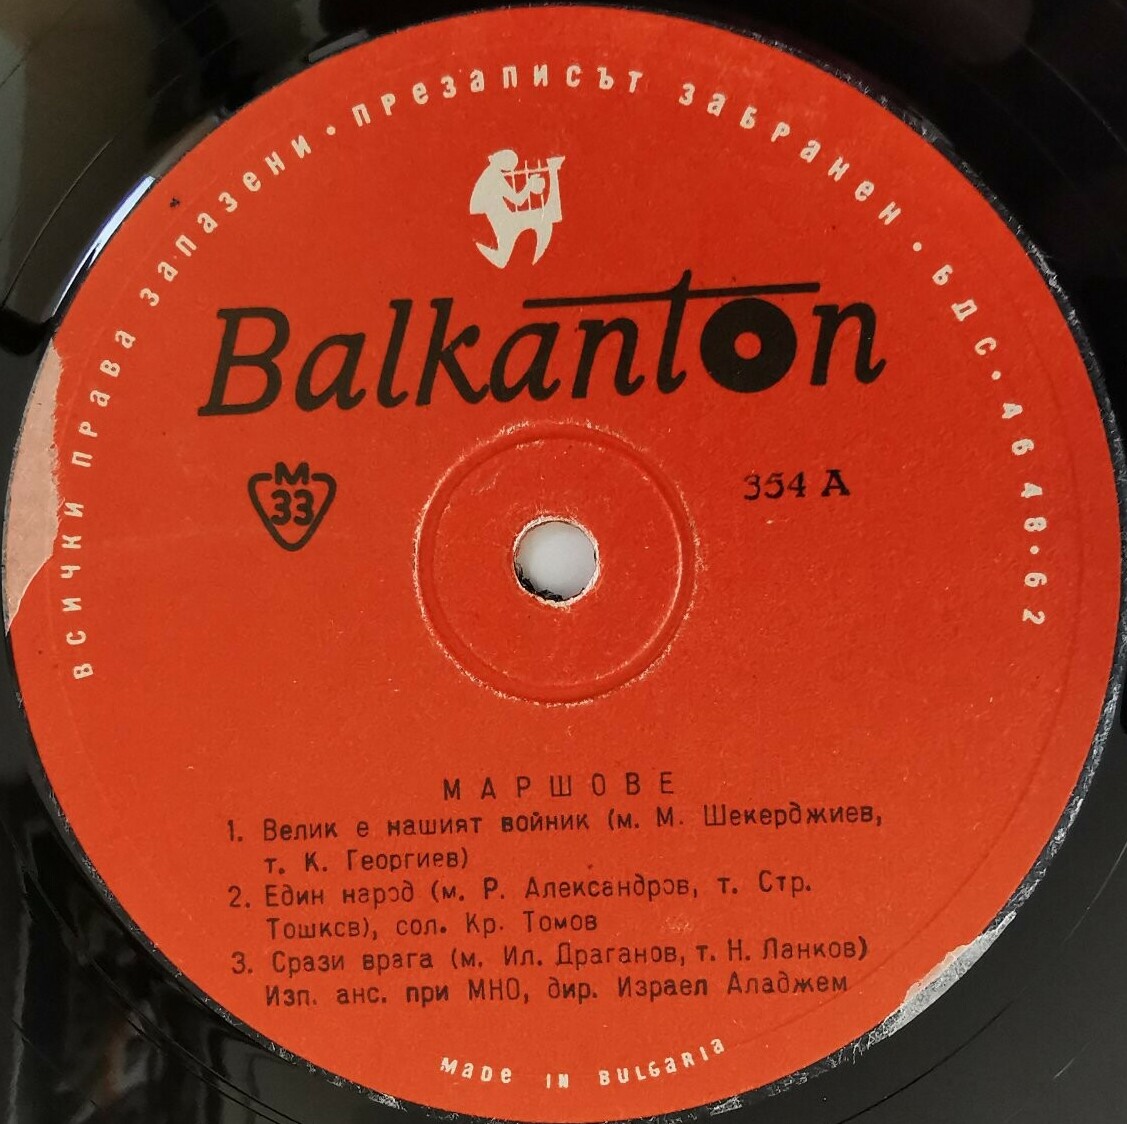 ВСИЧКИ ПРАВА ЗАПАЗЕНИ • ПРЕЗАПИСЪТ ЗАБРАНЕН • БДС • 4648 • 62
Balkanton
М
33
354 А
МАРШОВЕ
1. Велик е нашият войник (м. М. Шекерджиев,
т. К. Георгиев)
2. Един народ (м. Р. Александров, т. Стр.
Тошксв), сол. Кр. Томов
3. Срази врага (м. Ил. Драганов, т. Н. Ланков)
Изп. анс. при МНО, дир. Израел Аладжем
MADE IN BULGARIA